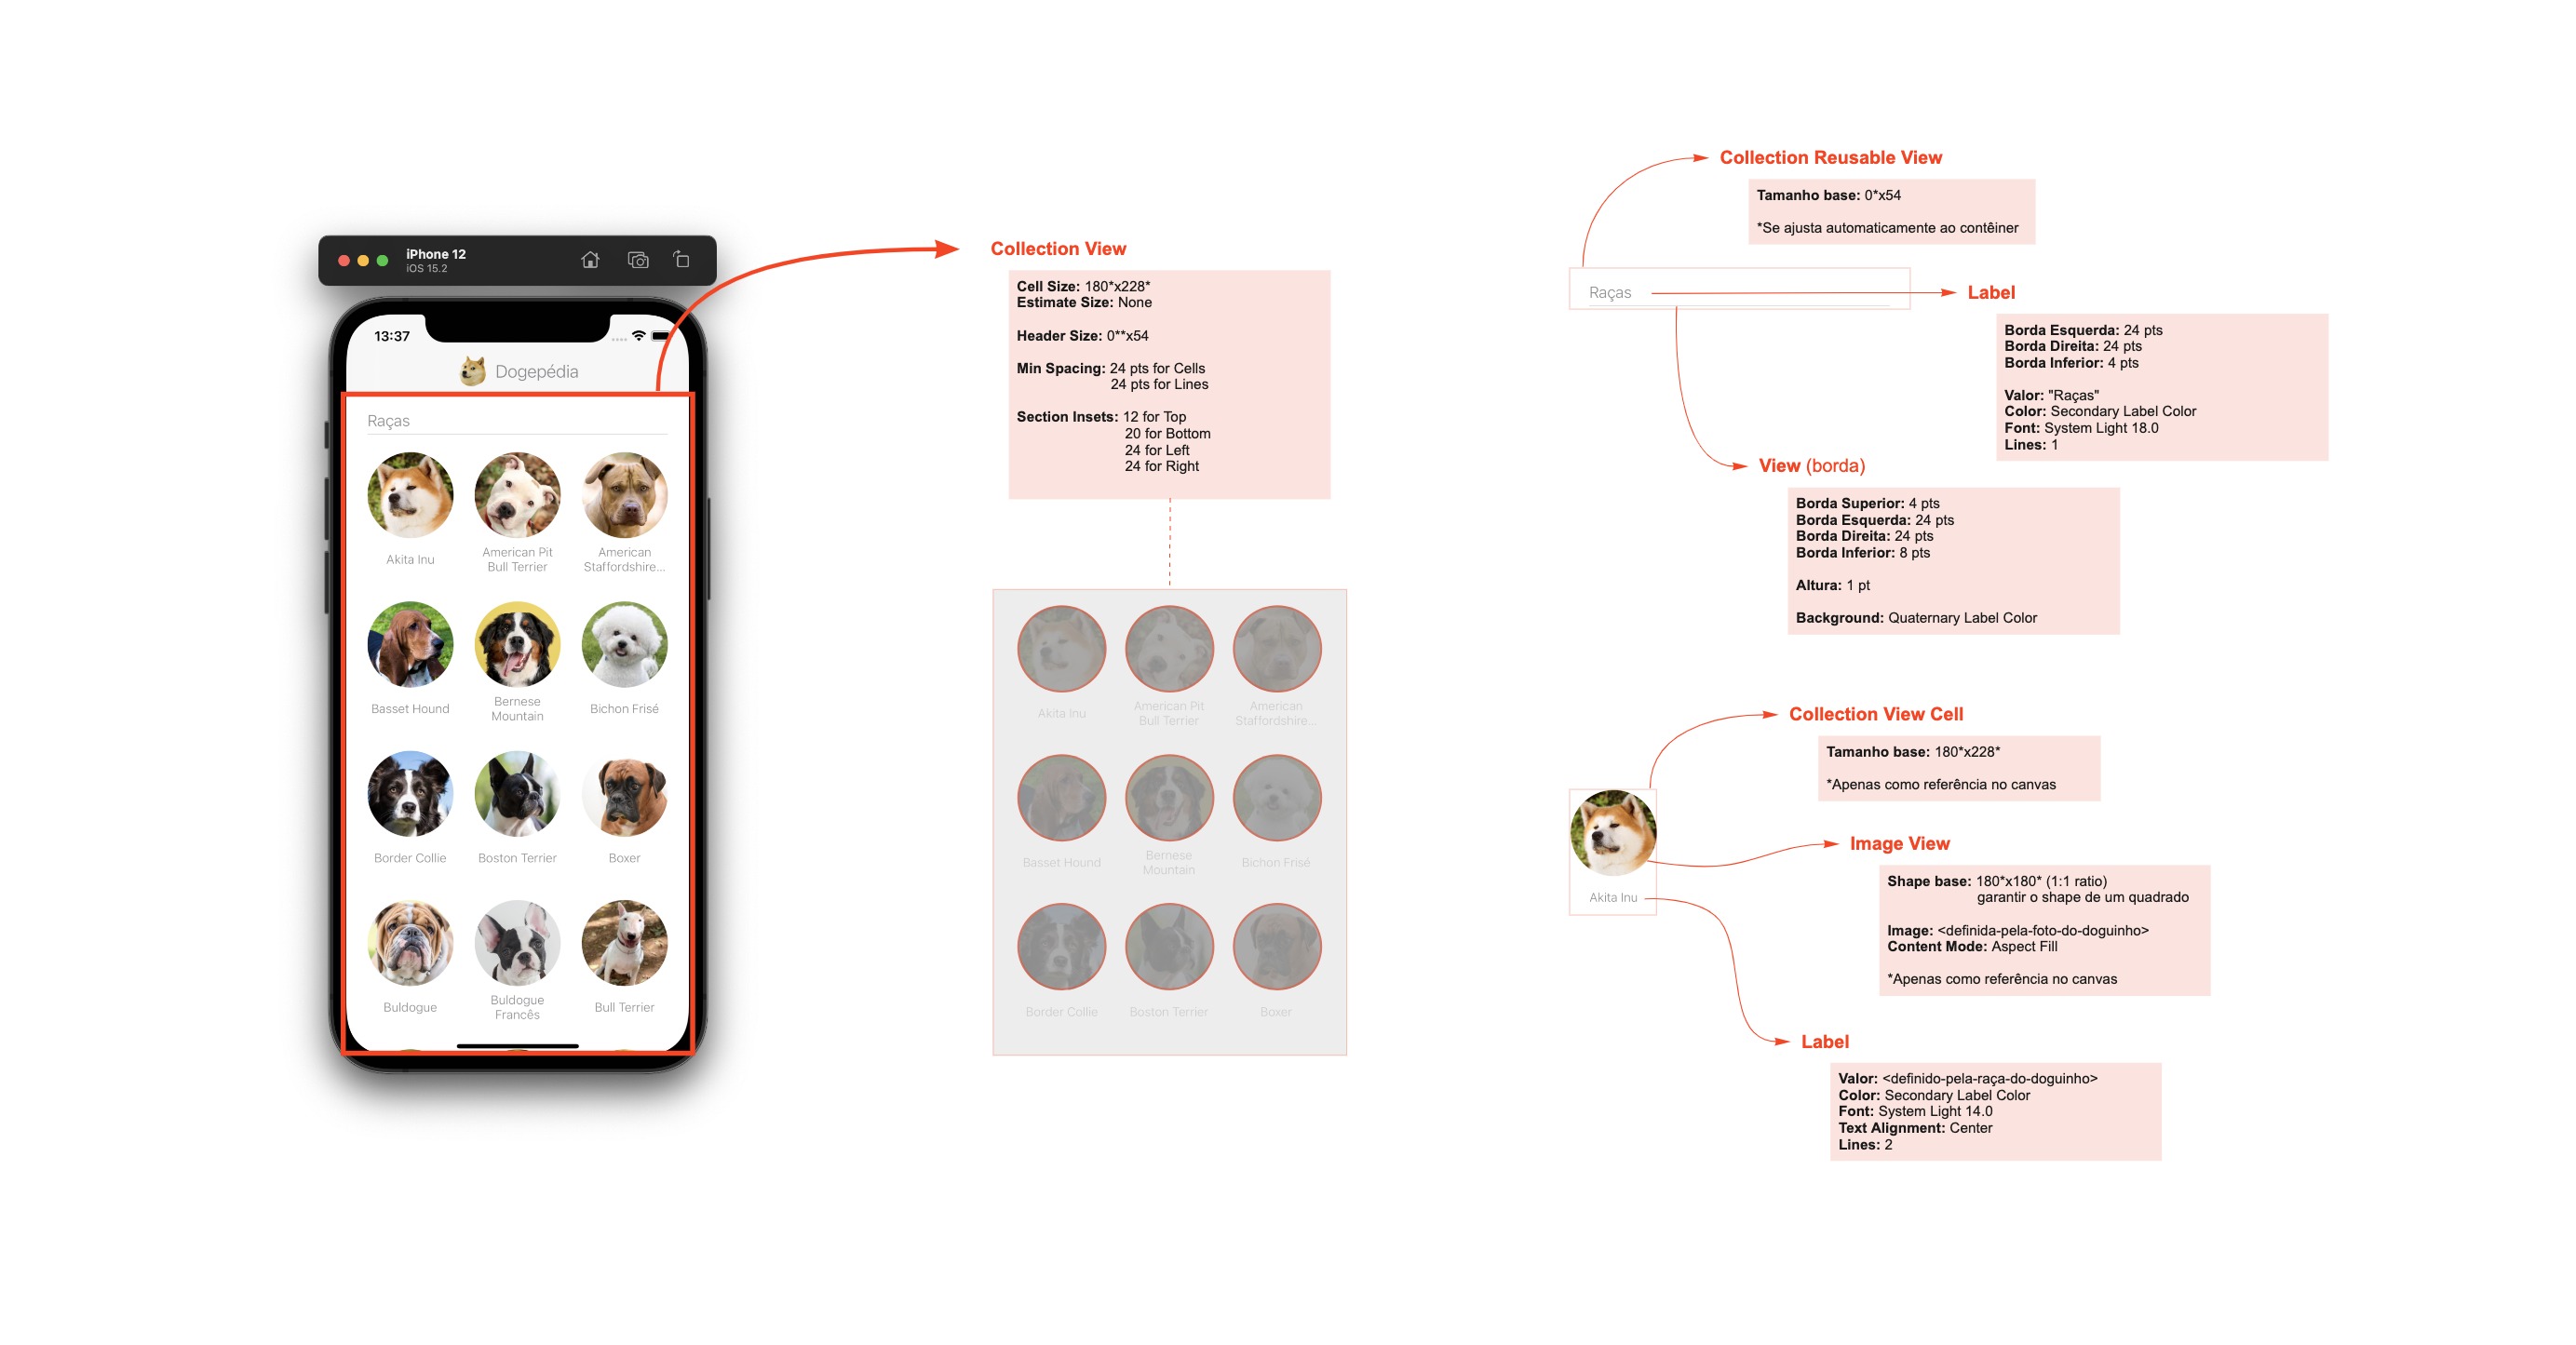 iPhone 12
iOS 15.2
13:37
Dogepédia
Raças
Akita Inu
American Pit
Bull Terrier
American
Staffordshire...
Basset Hound
Bernese
Mountain
Bichon Frisé
Border Collie
Boston Terrier
Boxer
Buldogue
Buldogue
Francês
Bull Terrier
Collection View
Cell Size: 180*x228*
Estimate Size: None
Header Size: 0**x54
Min Spacing: 24 pts for Cells
24 pts for Lines
Section Insets: 12 for Top
20 for Bottom
24 for Left
24 for Right
Akita Inu
American Pit
Bull Terrier
American
Staffordshire...
Basset Hound
Bernese
Mountain
Bichon Frisé
Border Collie
Boston Terrier
Boxer
Collection Reusable View
Tamanho base: 0*x54
*Se ajusta automaticamente ao contêiner
Raças
Label
Borda Esquerda: 24 pts
Borda Direita: 24 pts
Borda Inferior: 4 pts
Valor: "Raças"
Color: Secondary Label Color
Font: System Light 18.0
Lines: 1
View (borda)
Borda Superior: 4 pts
Borda Esquerda: 24 pts
Borda Direita: 24 pts
Borda Inferior: 8 pts
Altura: 1 pt
Background: Quaternary Label Color
Collection View Cell
Tamanho base: 180*x228*
*Apenas como referência no canvas
Akita Inu
Image View
Shape base: 180*x180* (1:1 ratio)
garantir o shape de um quadrado
Image: <definida-pela-foto-do-doguinho>
Content Mode: Aspect Fill
*Apenas como referência no canvas
Label
Valor: <definido-pela-raça-do-doguinho>
Color: Secondary Label Color
Font: System Light 14.0
Text Alignment: Center
Lines: 2